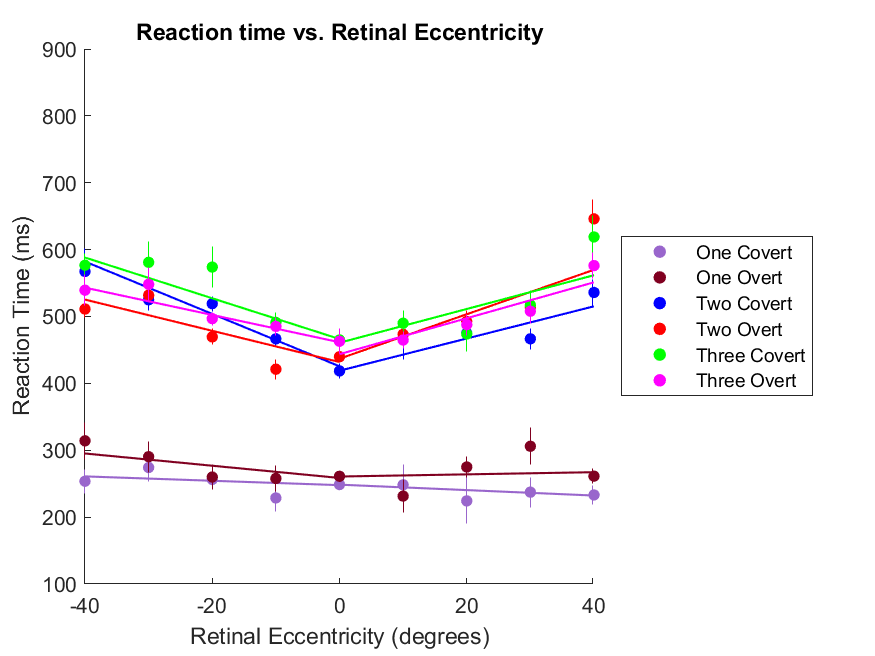 Reaction time vs. Retinal Eccentricity
900
800
700
600
500
400
300
200
100
Reaction Time (ms)
-40
-20
0
20
40
Retinal Eccentricity (degrees)
One Covert
One Overt
Two Covert
Two Overt
Three Covert
Three Overt